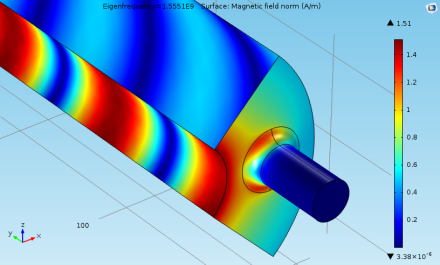 Eigenfrequency=1.5551E9 Surface: Magnetic field norm (A/m)
▲ 1.51
1.4
1.2
1
0.8
0.6
0.4
0.2
▼ 3.38×10⁻⁶
100
z
y
x